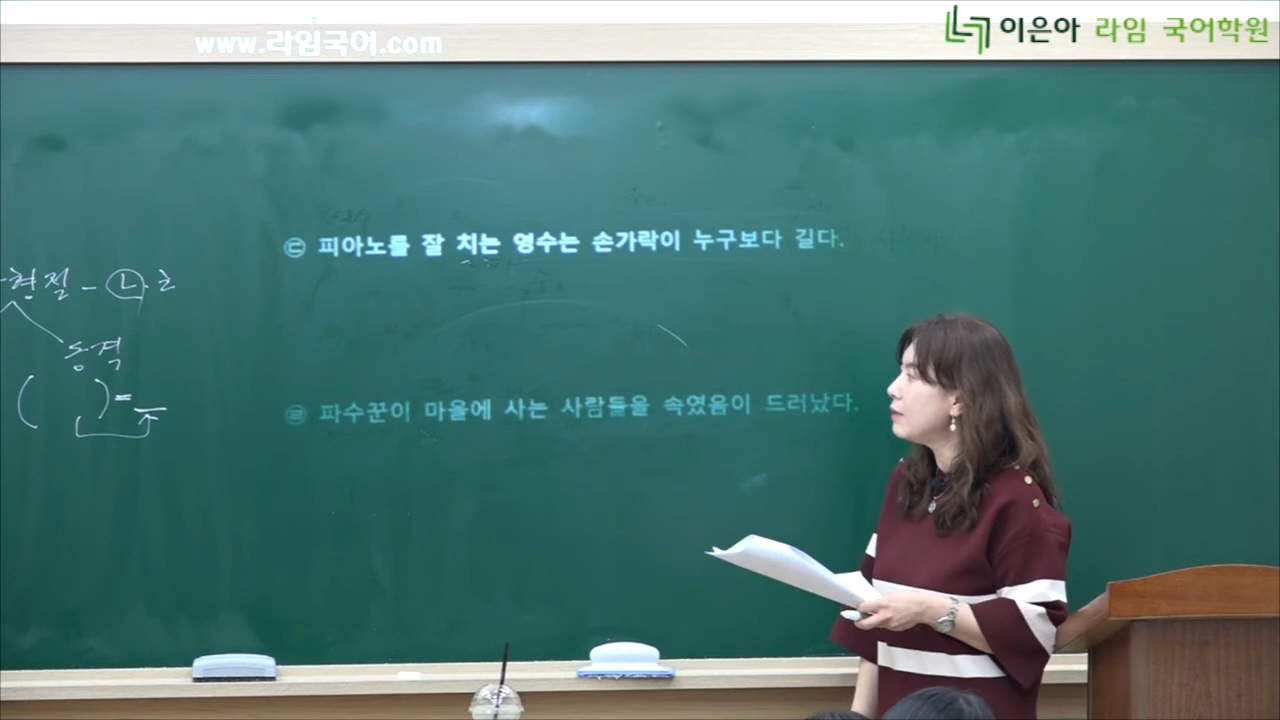 www.라임국어.com
이은아 라임 국어학원
㉢ 피아노를 잘 치는 영수는 손가락이 누구보다 길다.
형절 - ㄴ
동격
( ) =
㉣ 파수꾼이 마을에 사는 사람들을 속였음이 드러났다.